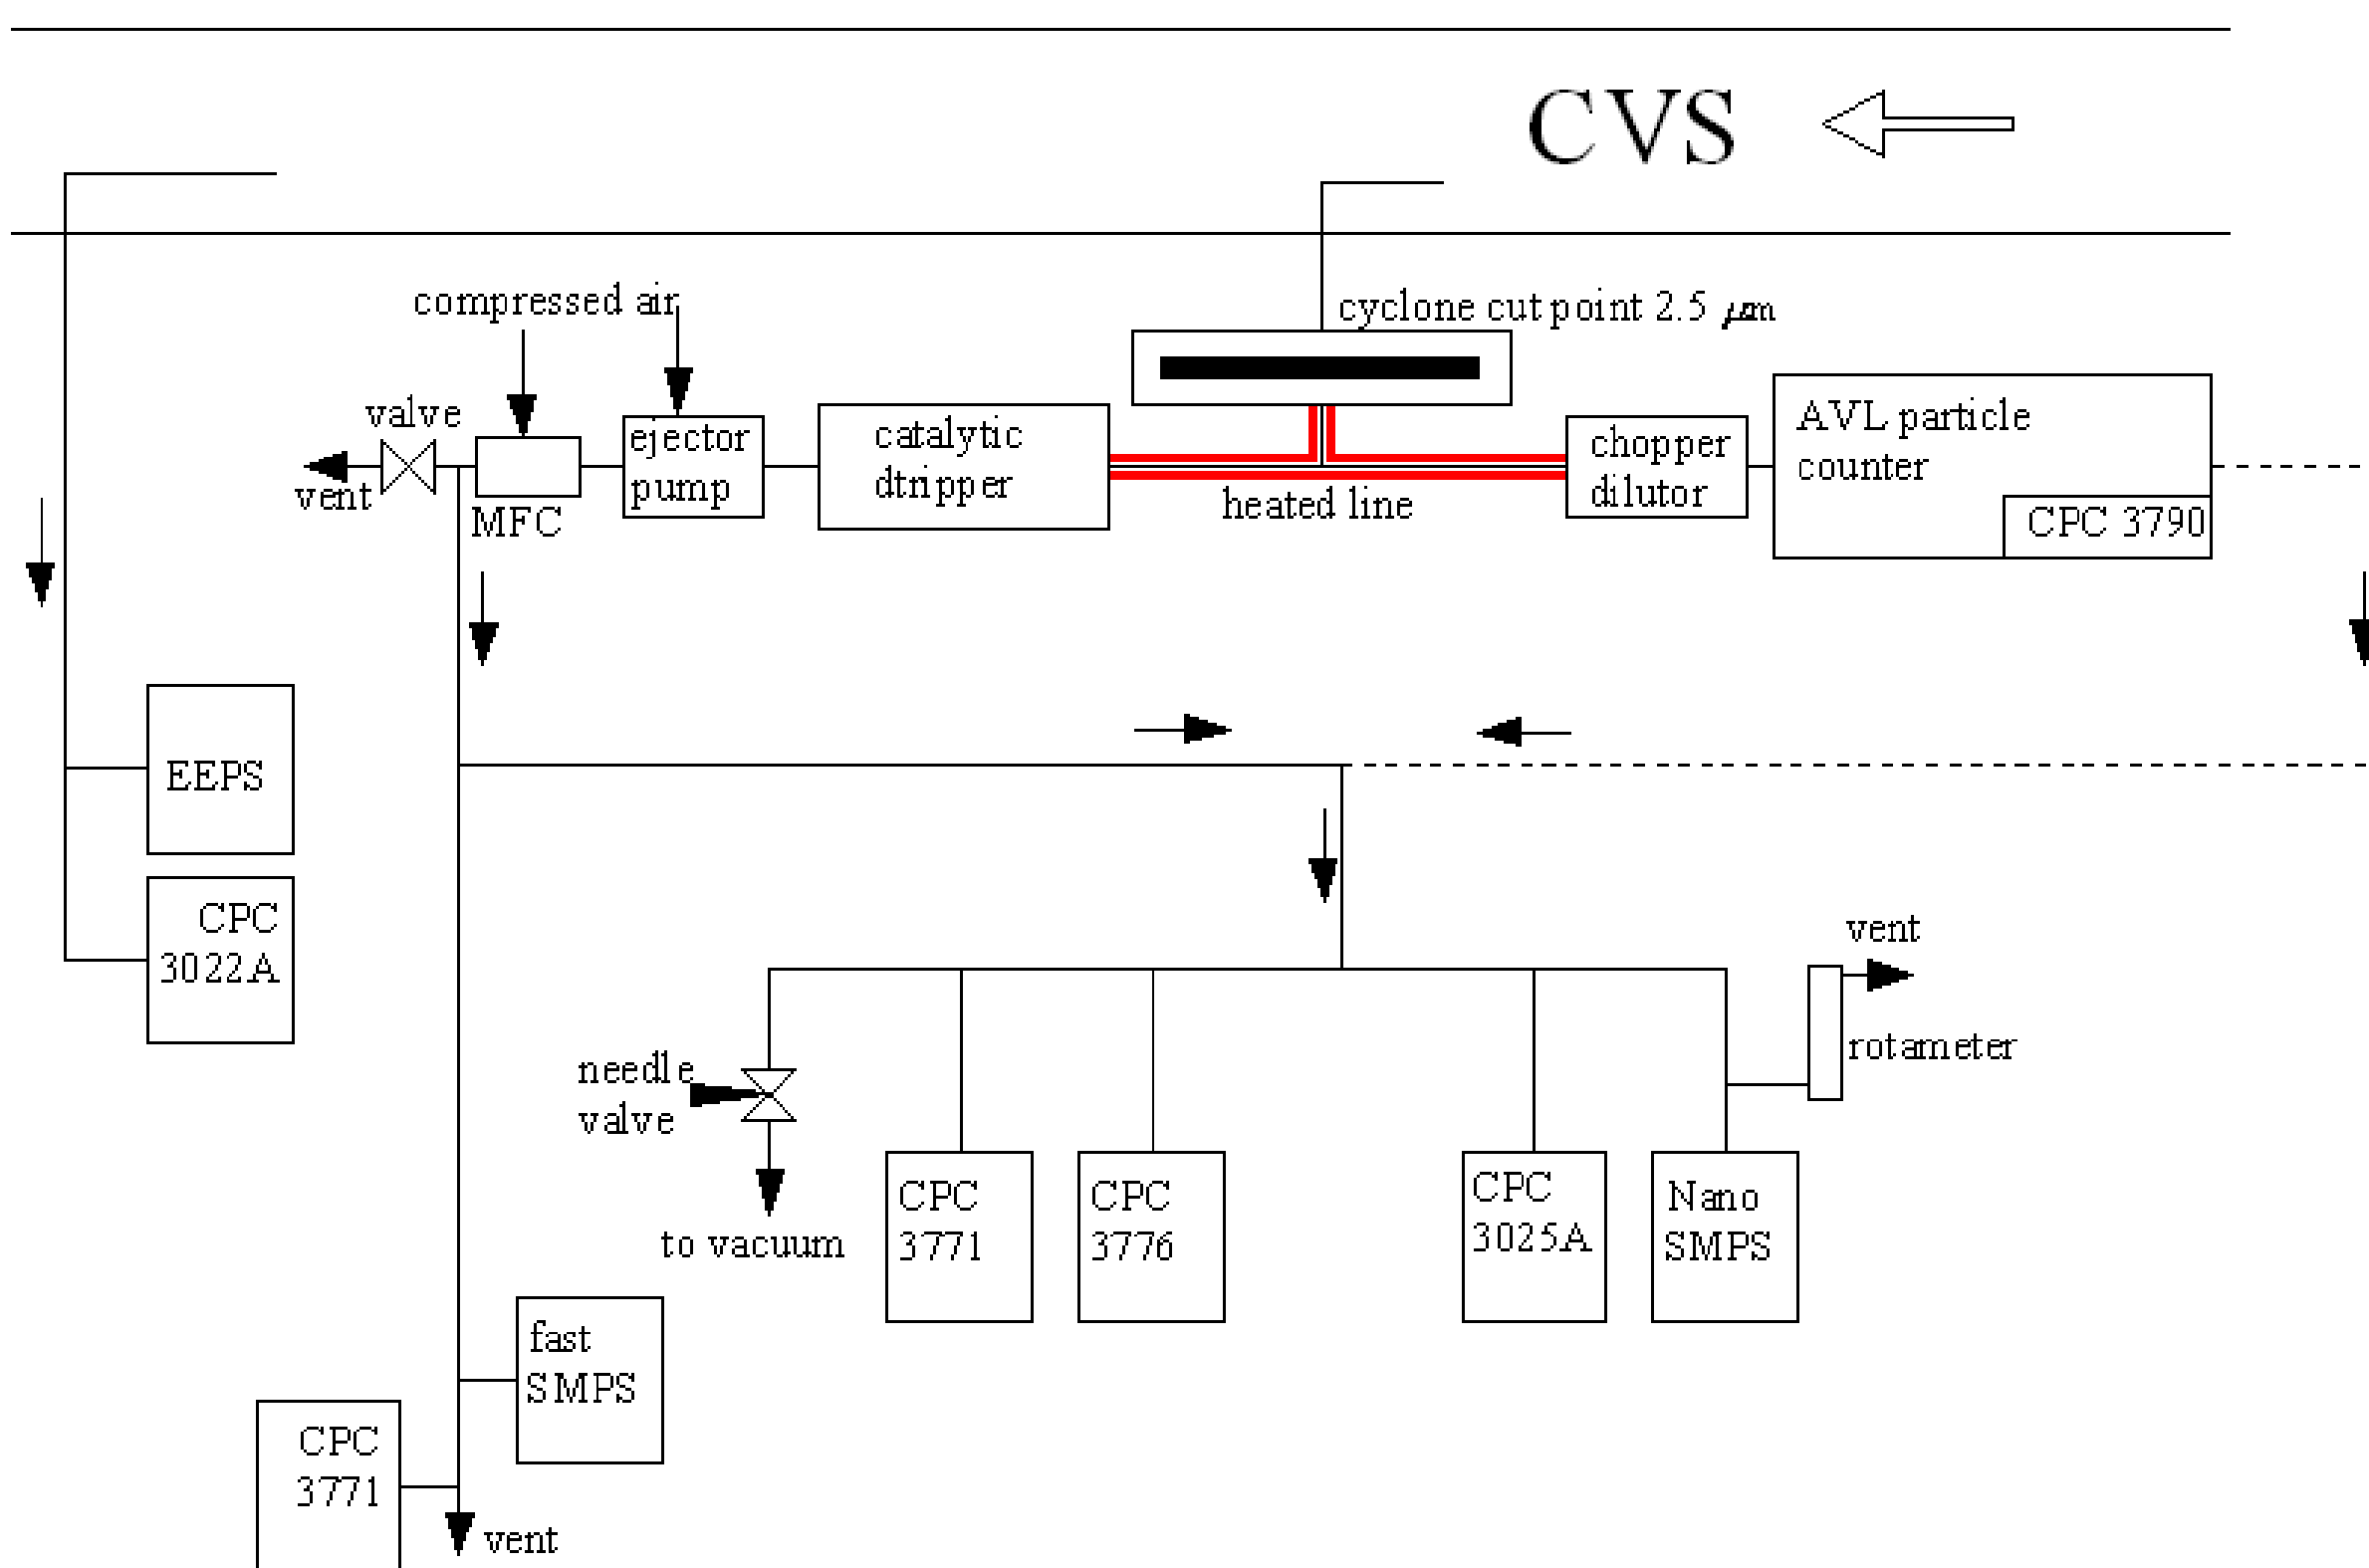 CVS
compressed air
cyclone cut point 2.5 μm
valve
vent
MFC
ejector
pump
catalytic
dtripper
heated line
chopper
dilutor
AVL particle
counter
CPC 3790
EEPS
CPC
3022A
vent
rotameter
needle
valve
to vacuum
CPC
3771
CPC
3776
CPC
3025A
Nano
SMPS
fast
SMPS
CPC
3771
vent